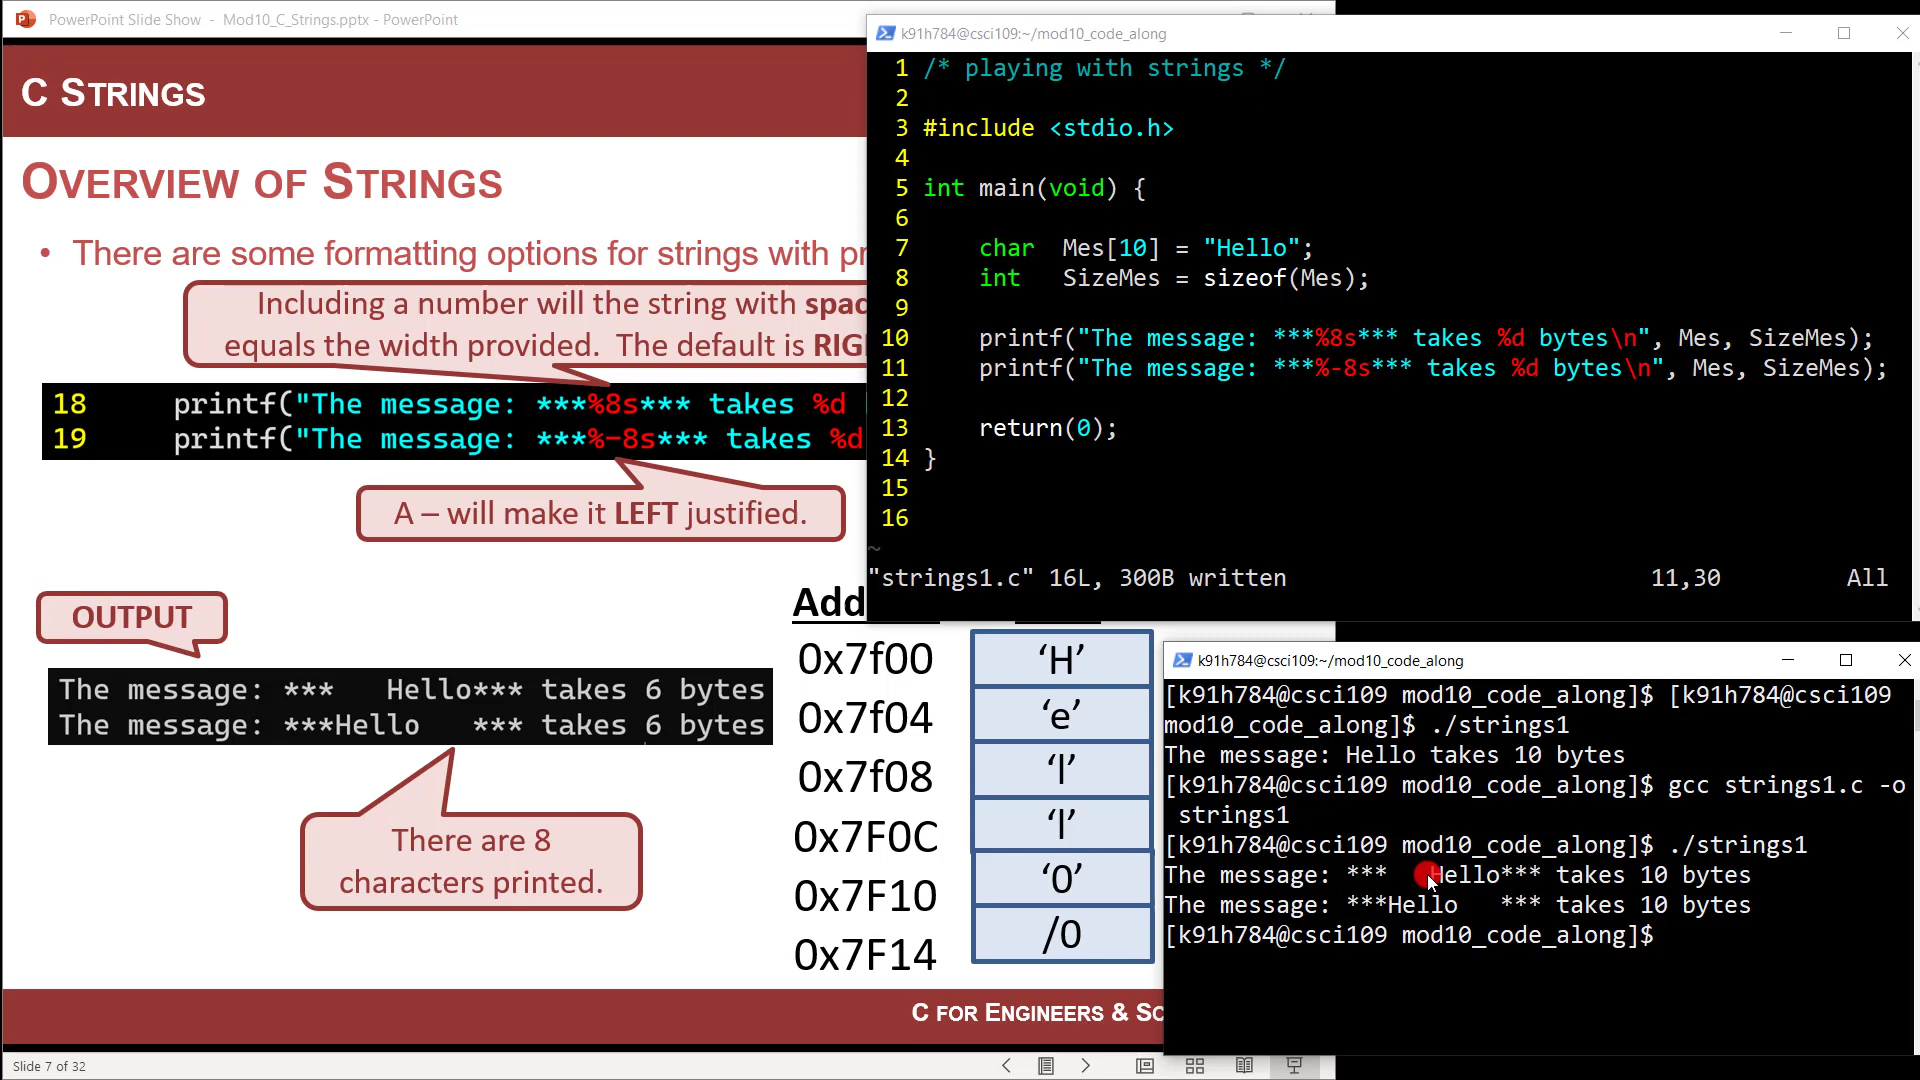 PowerPoint Slide Show - Mod10_C_Strings.pptx - PowerPoint
C STRINGS
OVERVIEW OF STRINGS
• There are some formatting options for strings with pr
Including a number will the string with spac
equals the width provided. The default is RIG
18 printf("The message: ***%8s*** takes %d
19 printf("The message: ***%-8s*** takes %d
A – will make it LEFT justified.
OUTPUT
The message: ***   Hello*** takes 6 bytes
The message: ***Hello   *** takes 6 bytes
There are 8
characters printed.
Add
0x7f00 ‘H’
0x7f04 ‘e’
0x7f08 ‘l’
0x7F0C ‘l’
0x7F10 ‘0’
0x7F14 /0
C FOR ENGINEERS & SC
Slide 7 of 32
k91h784@csci109:~/mod10_code_along
1 /* playing with strings */
2
3 #include <stdio.h>
4
5 int main(void) {
6
7     char  Mes[10] = "Hello";
8     int   SizeMes = sizeof(Mes);
9
10     printf("The message: ***%8s*** takes %d bytes\n", Mes, SizeMes);
11     printf("The message: ***%-8s*** takes %d bytes\n", Mes, SizeMes);
12
13     return(0);
14 }
15
16
~
"strings1.c" 16L, 300B written 11,30 All
k91h784@csci109:~/mod10_code_along
[k91h784@csci109 mod10_code_along]$ [k91h784@csci109
mod10_code_along]$ ./strings1
The message: Hello takes 10 bytes
[k91h784@csci109 mod10_code_along]$ gcc strings1.c -o
strings1
[k91h784@csci109 mod10_code_along]$ ./strings1
The message: ***   Hello*** takes 10 bytes
The message: ***Hello   *** takes 10 bytes
[k91h784@csci109 mod10_code_along]$